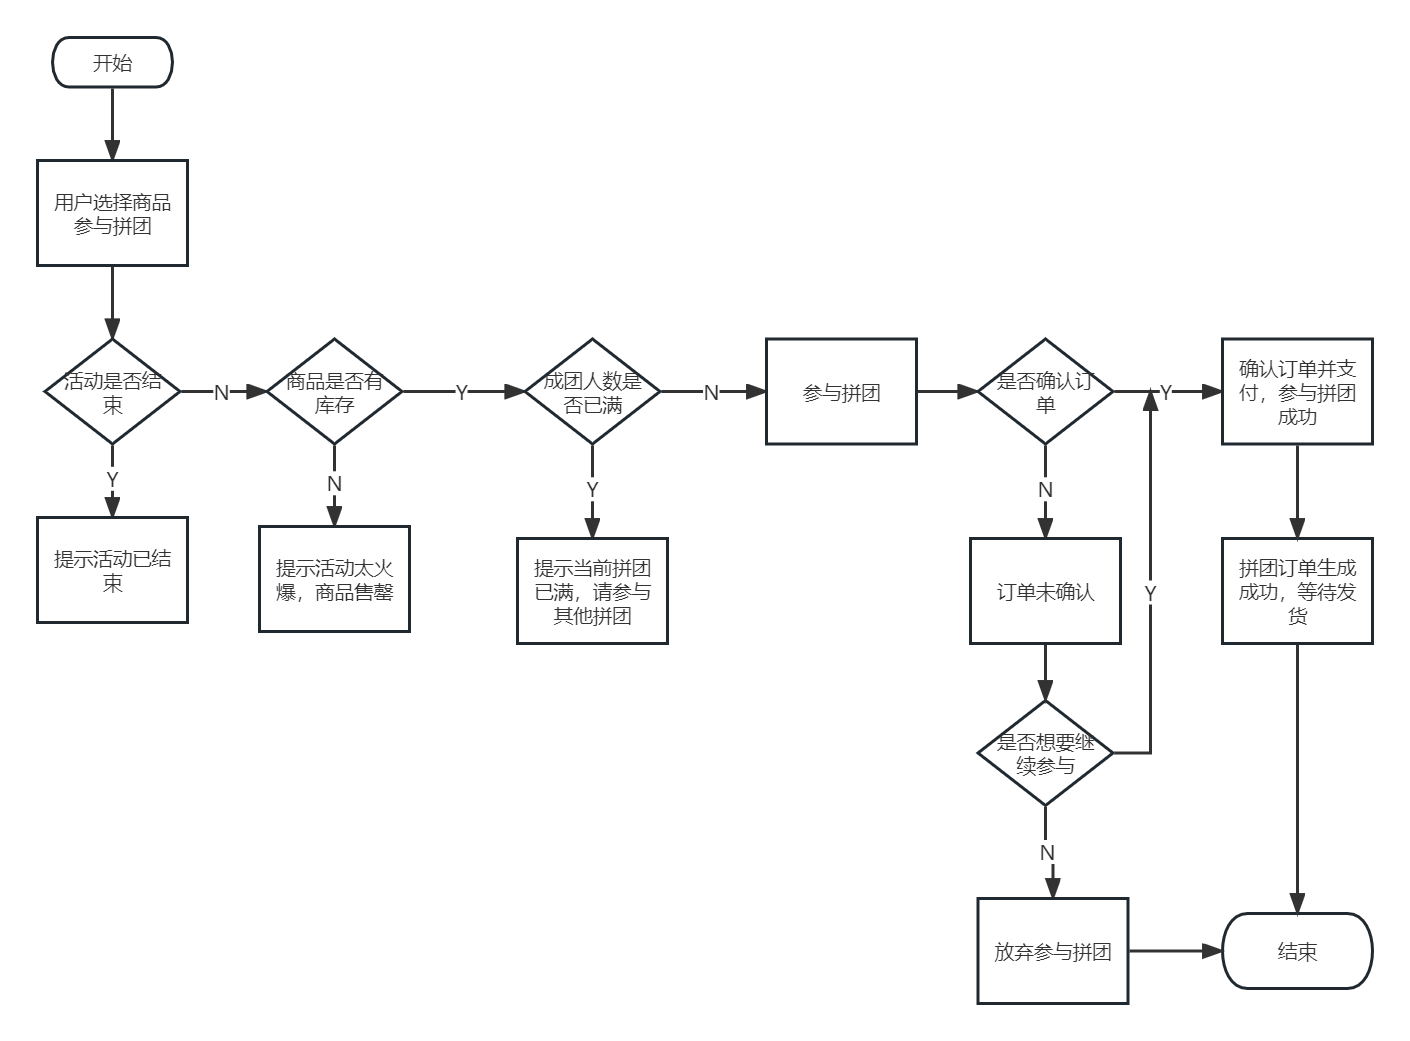 开始
用户选择商品
参与拼团
活动是否结
束
N
商品是否有
库存
Y
成团人数是
否已满
N
参与拼团
是否确认订
单
Y
确认订单并支
付，参与拼团
成功
Y
N
Y
N
提示活动已结
束
提示活动太火
爆，商品售罄
提示当前拼团
已满，请参与
其他拼团
订单未确认
Y
拼团订单生成
成功，等待发
货
是否想要继
续参与
N
放弃参与拼团
结束